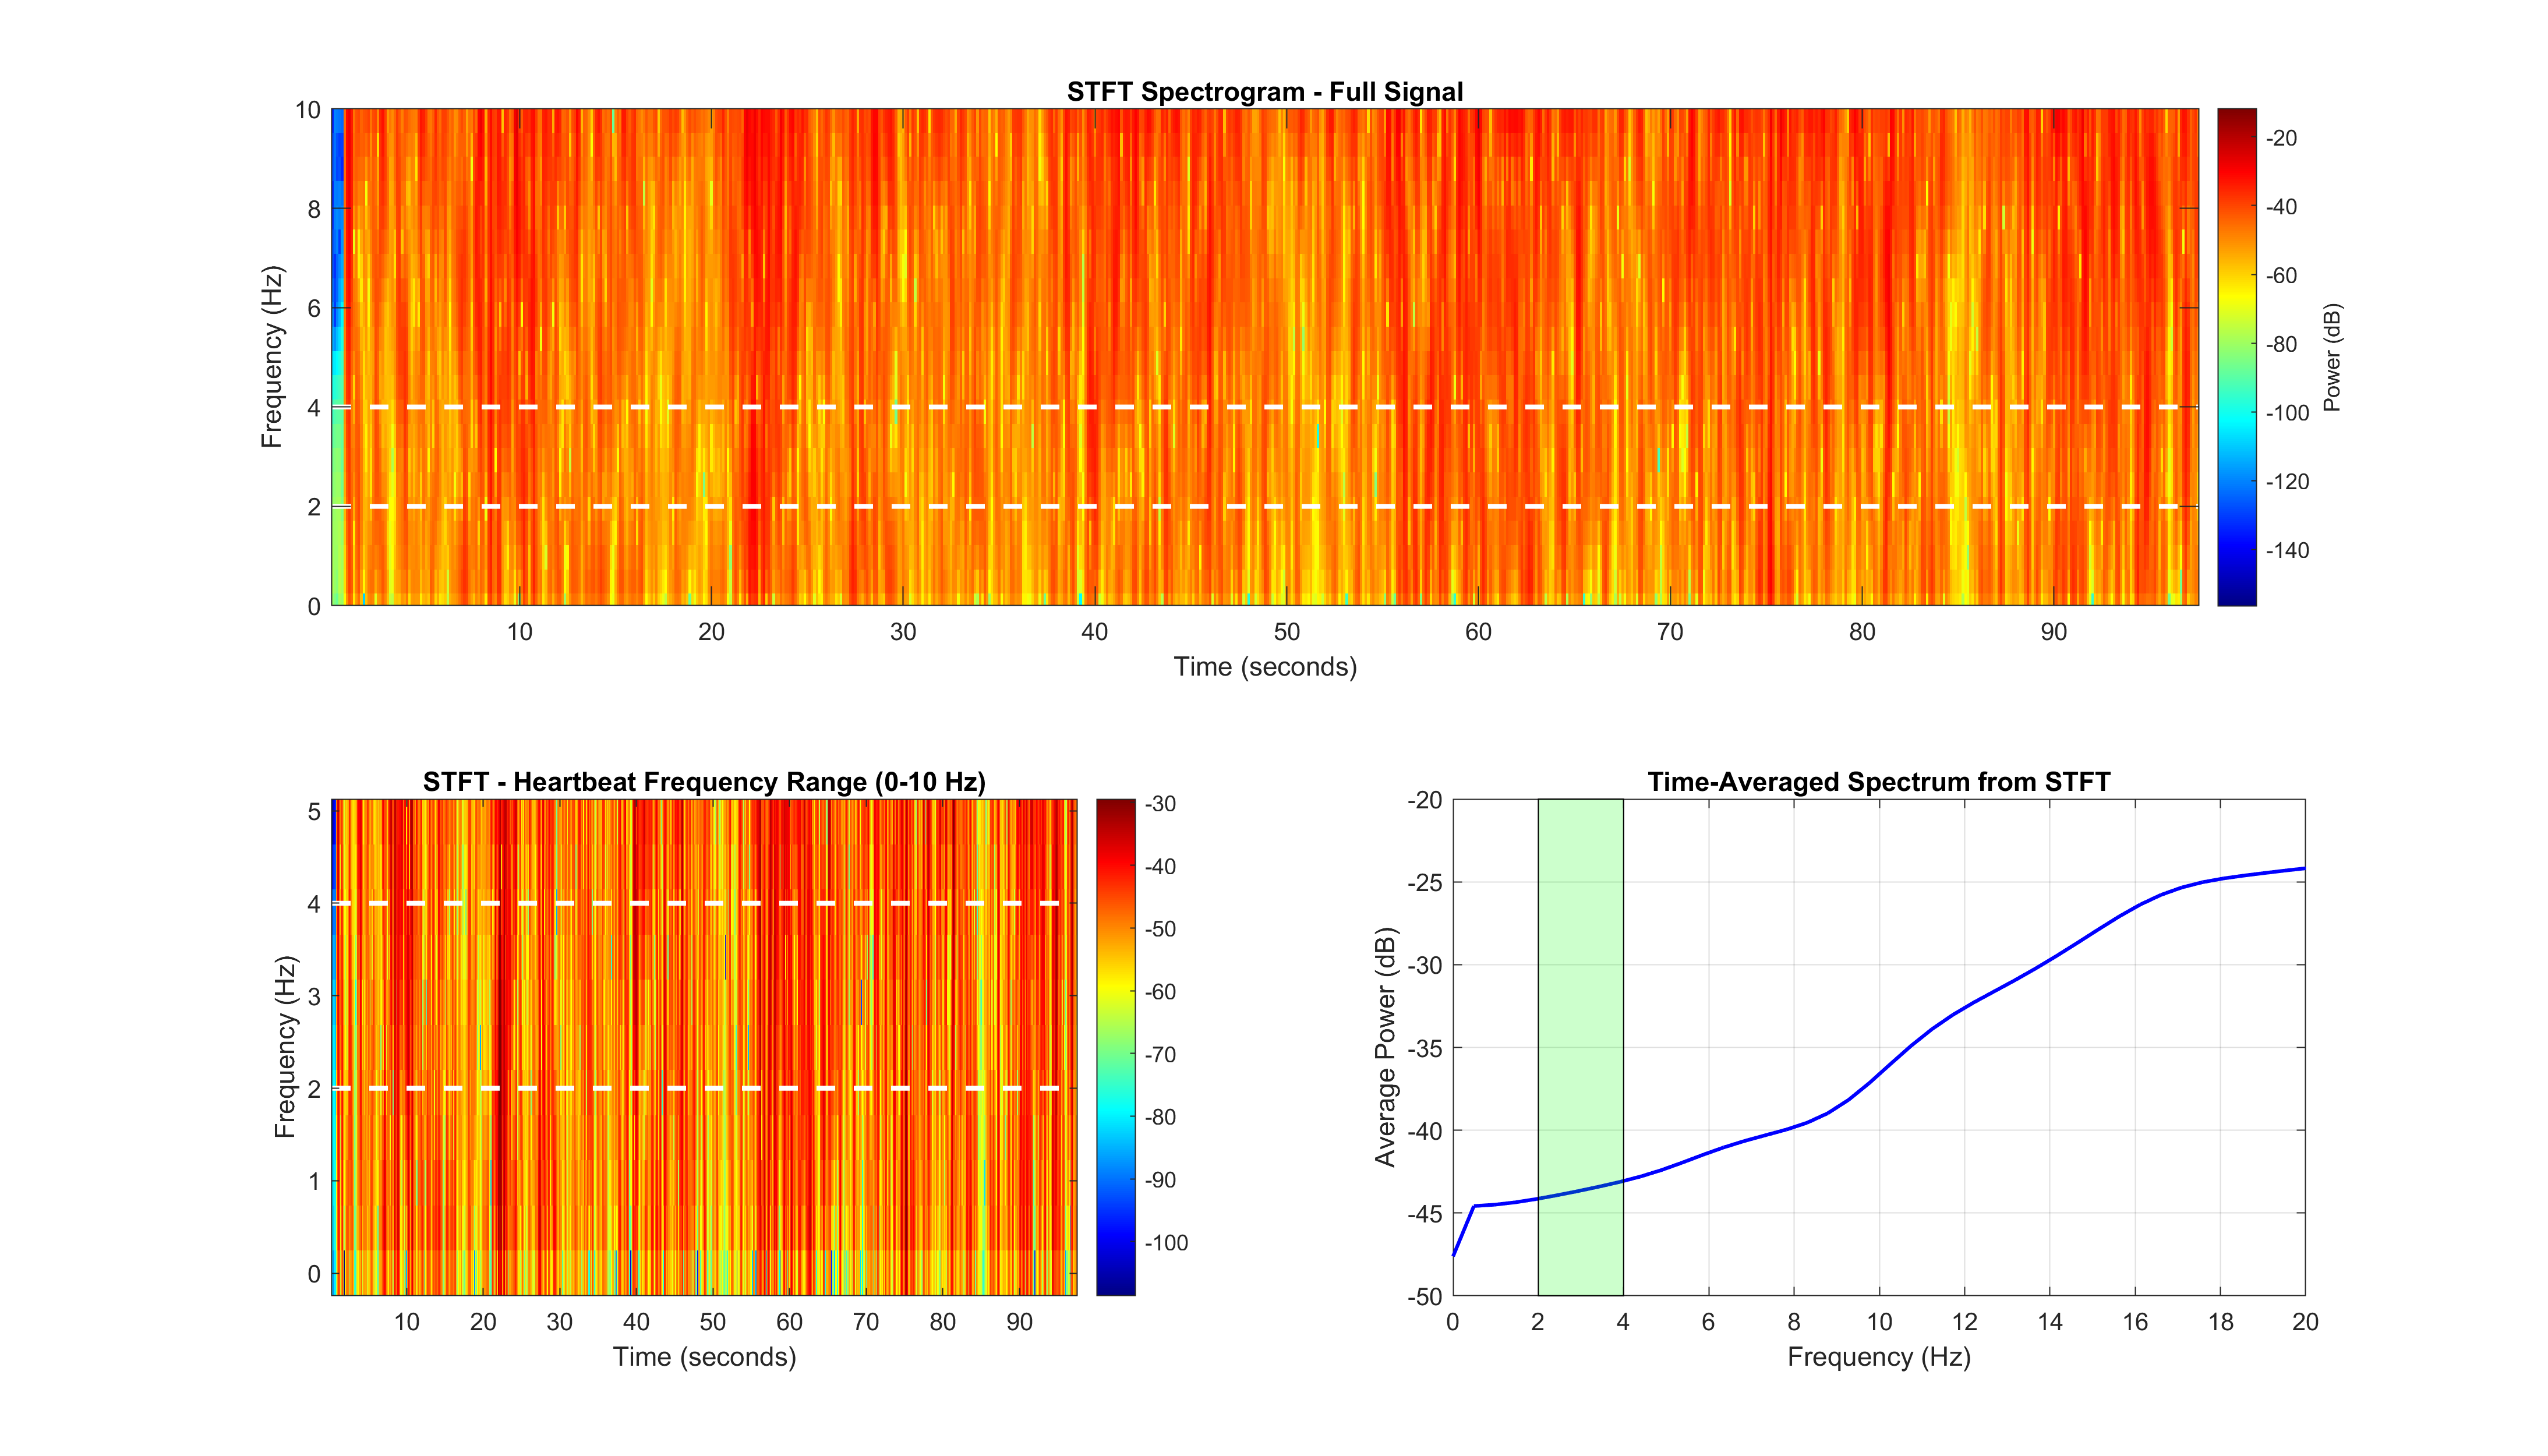 STFT Spectrogram - Full Signal
10
8
6
4
2
0
Frequency (Hz)
10 20 30 40 50 60 70 80 90
Time (seconds)
-20
-40
-60
-80
-100
-120
-140
Power (dB)
STFT - Heartbeat Frequency Range (0-10 Hz)
5
4
3
2
1
0
Frequency (Hz)
10 20 30 40 50 60 70 80 90
Time (seconds)
-30
-40
-50
-60
-70
-80
-90
-100
Time-Averaged Spectrum from STFT
-20
-25
-30
-35
-40
-45
-50
Average Power (dB)
0 2 4 6 8 10 12 14 16 18 20
Frequency (Hz)